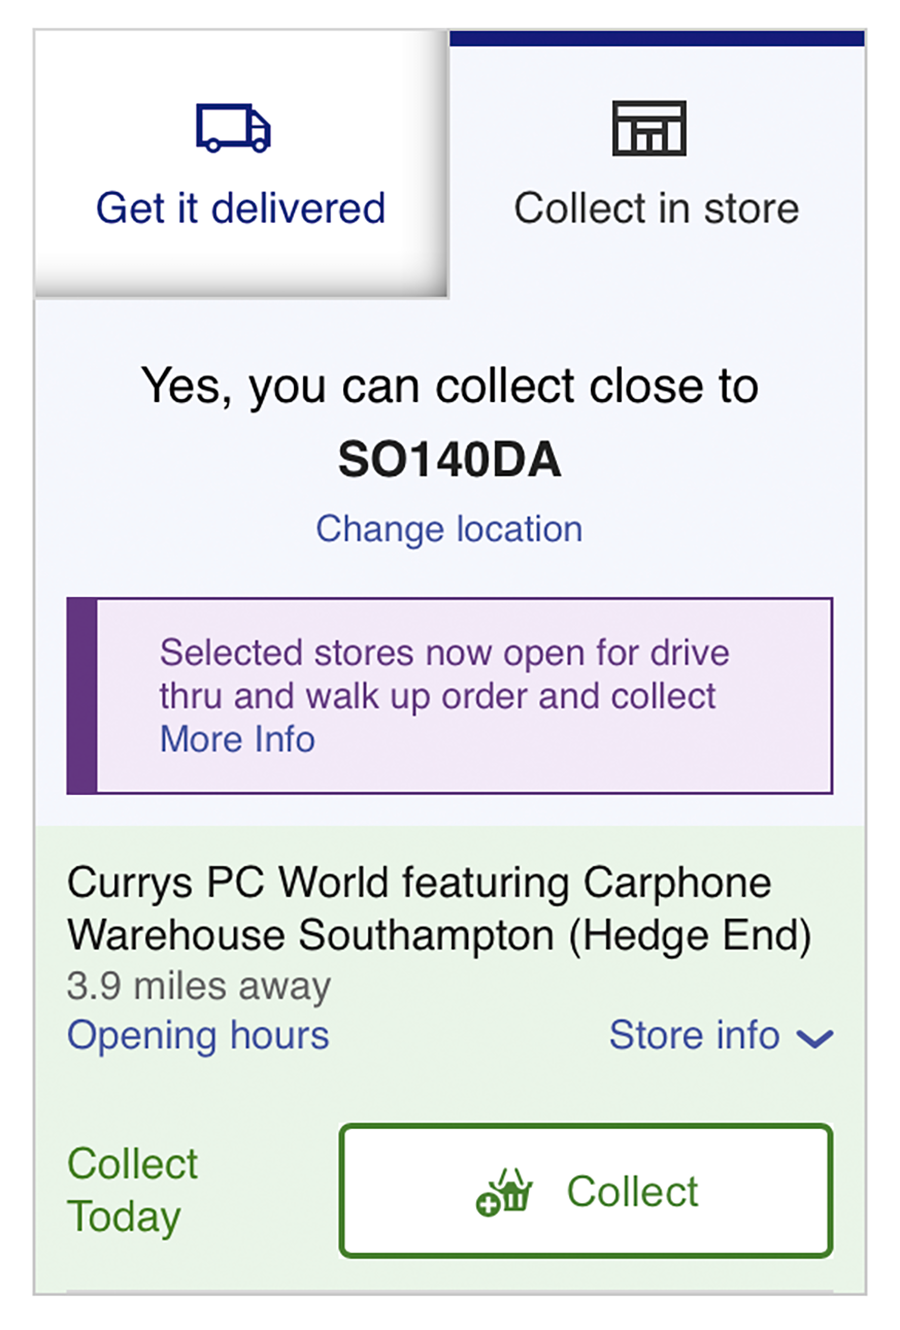 Get it delivered
Collect in store
Yes, you can collect close to
SO140DA
Change location
Selected stores now open for drive
thru and walk up order and collect
More Info
Currys PC World featuring Carphone
Warehouse Southampton (Hedge End)
3.9 miles away
Opening hours
Store info
Collect
Today
Collect